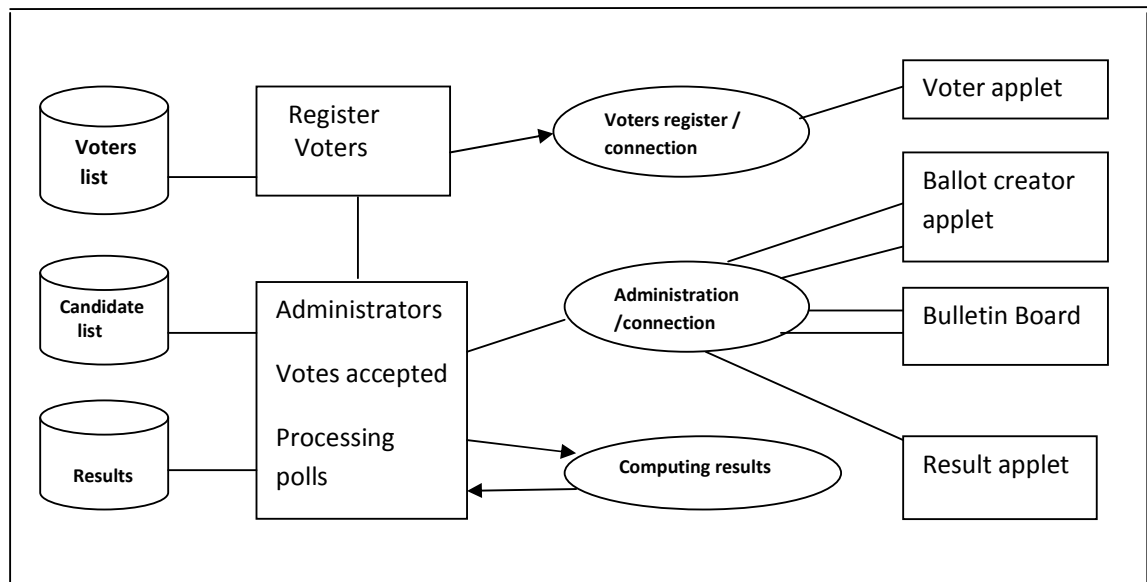 Voters
list
Register
Voters
Voters register /
connection
Voter applet
Ballot creator
applet
Candidate
list
Administrators
Votes accepted
Processing
polls
Administration
/connection
Bulletin Board
Results
Computing results
Result applet